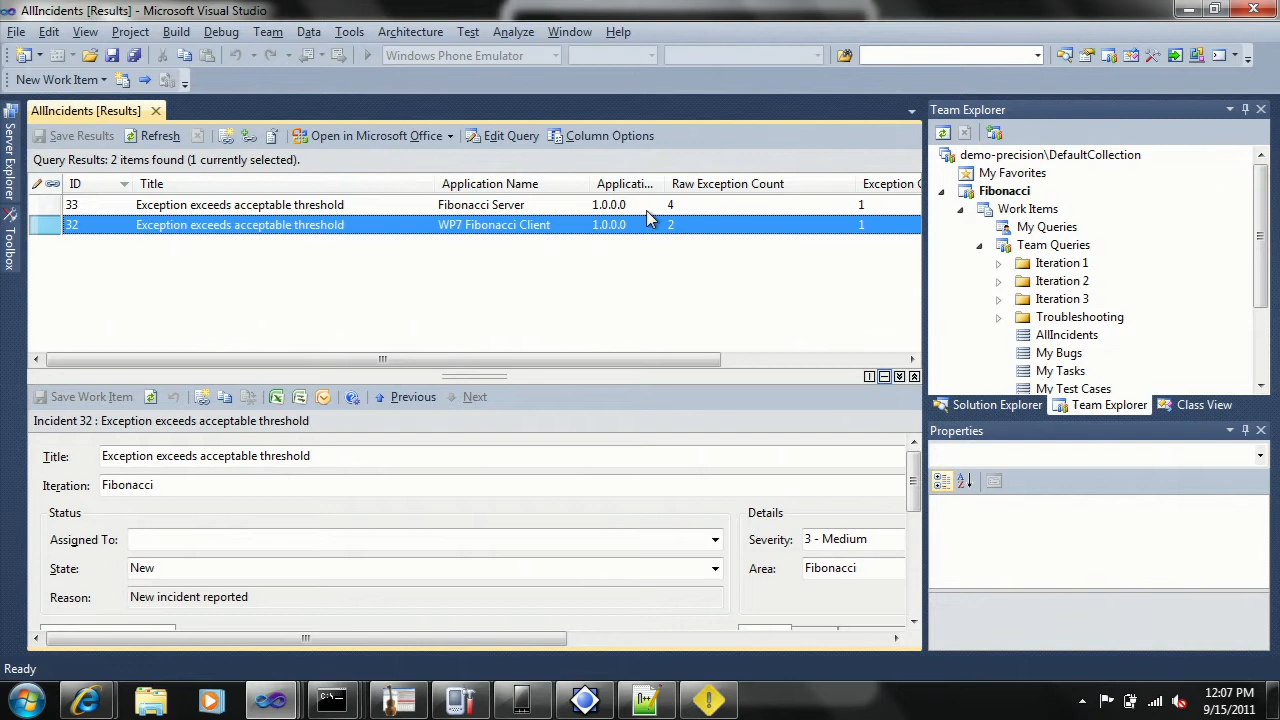 AllIncidents [Results] - Microsoft Visual Studio
File Edit View Project Build Debug Team Data Tools Architecture Test Analyze Window Help
Windows Phone Emulator
New Work Item
Server Explorer
Toolbox
AllIncidents [Results]
Save Results Refresh Open in Microsoft Office Edit Query Column Options
Query Results: 2 items found (1 currently selected).
ID Title Application Name Applicati... Raw Exception Count Exception C
33 Exception exceeds acceptable threshold Fibonacci Server 1.0.0.0 4 1
32 Exception exceeds acceptable threshold WP7 Fibonacci Client 1.0.0.0 2 1
Save Work Item Previous Next
Incident 32 : Exception exceeds acceptable threshold
Title: Exception exceeds acceptable threshold
Iteration: Fibonacci
Status
Assigned To:
State: New
Reason: New incident reported
Details
Severity: 3 - Medium
Area: Fibonacci
Team Explorer
demo-precision\DefaultCollection
My Favorites
Fibonacci
Work Items
My Queries
Team Queries
Iteration 1
Iteration 2
Iteration 3
Troubleshooting
AllIncidents
My Bugs
My Tasks
My Test Cases
Solution Explorer Team Explorer Class View
Properties
Ready
12:07 PM
9/15/2011